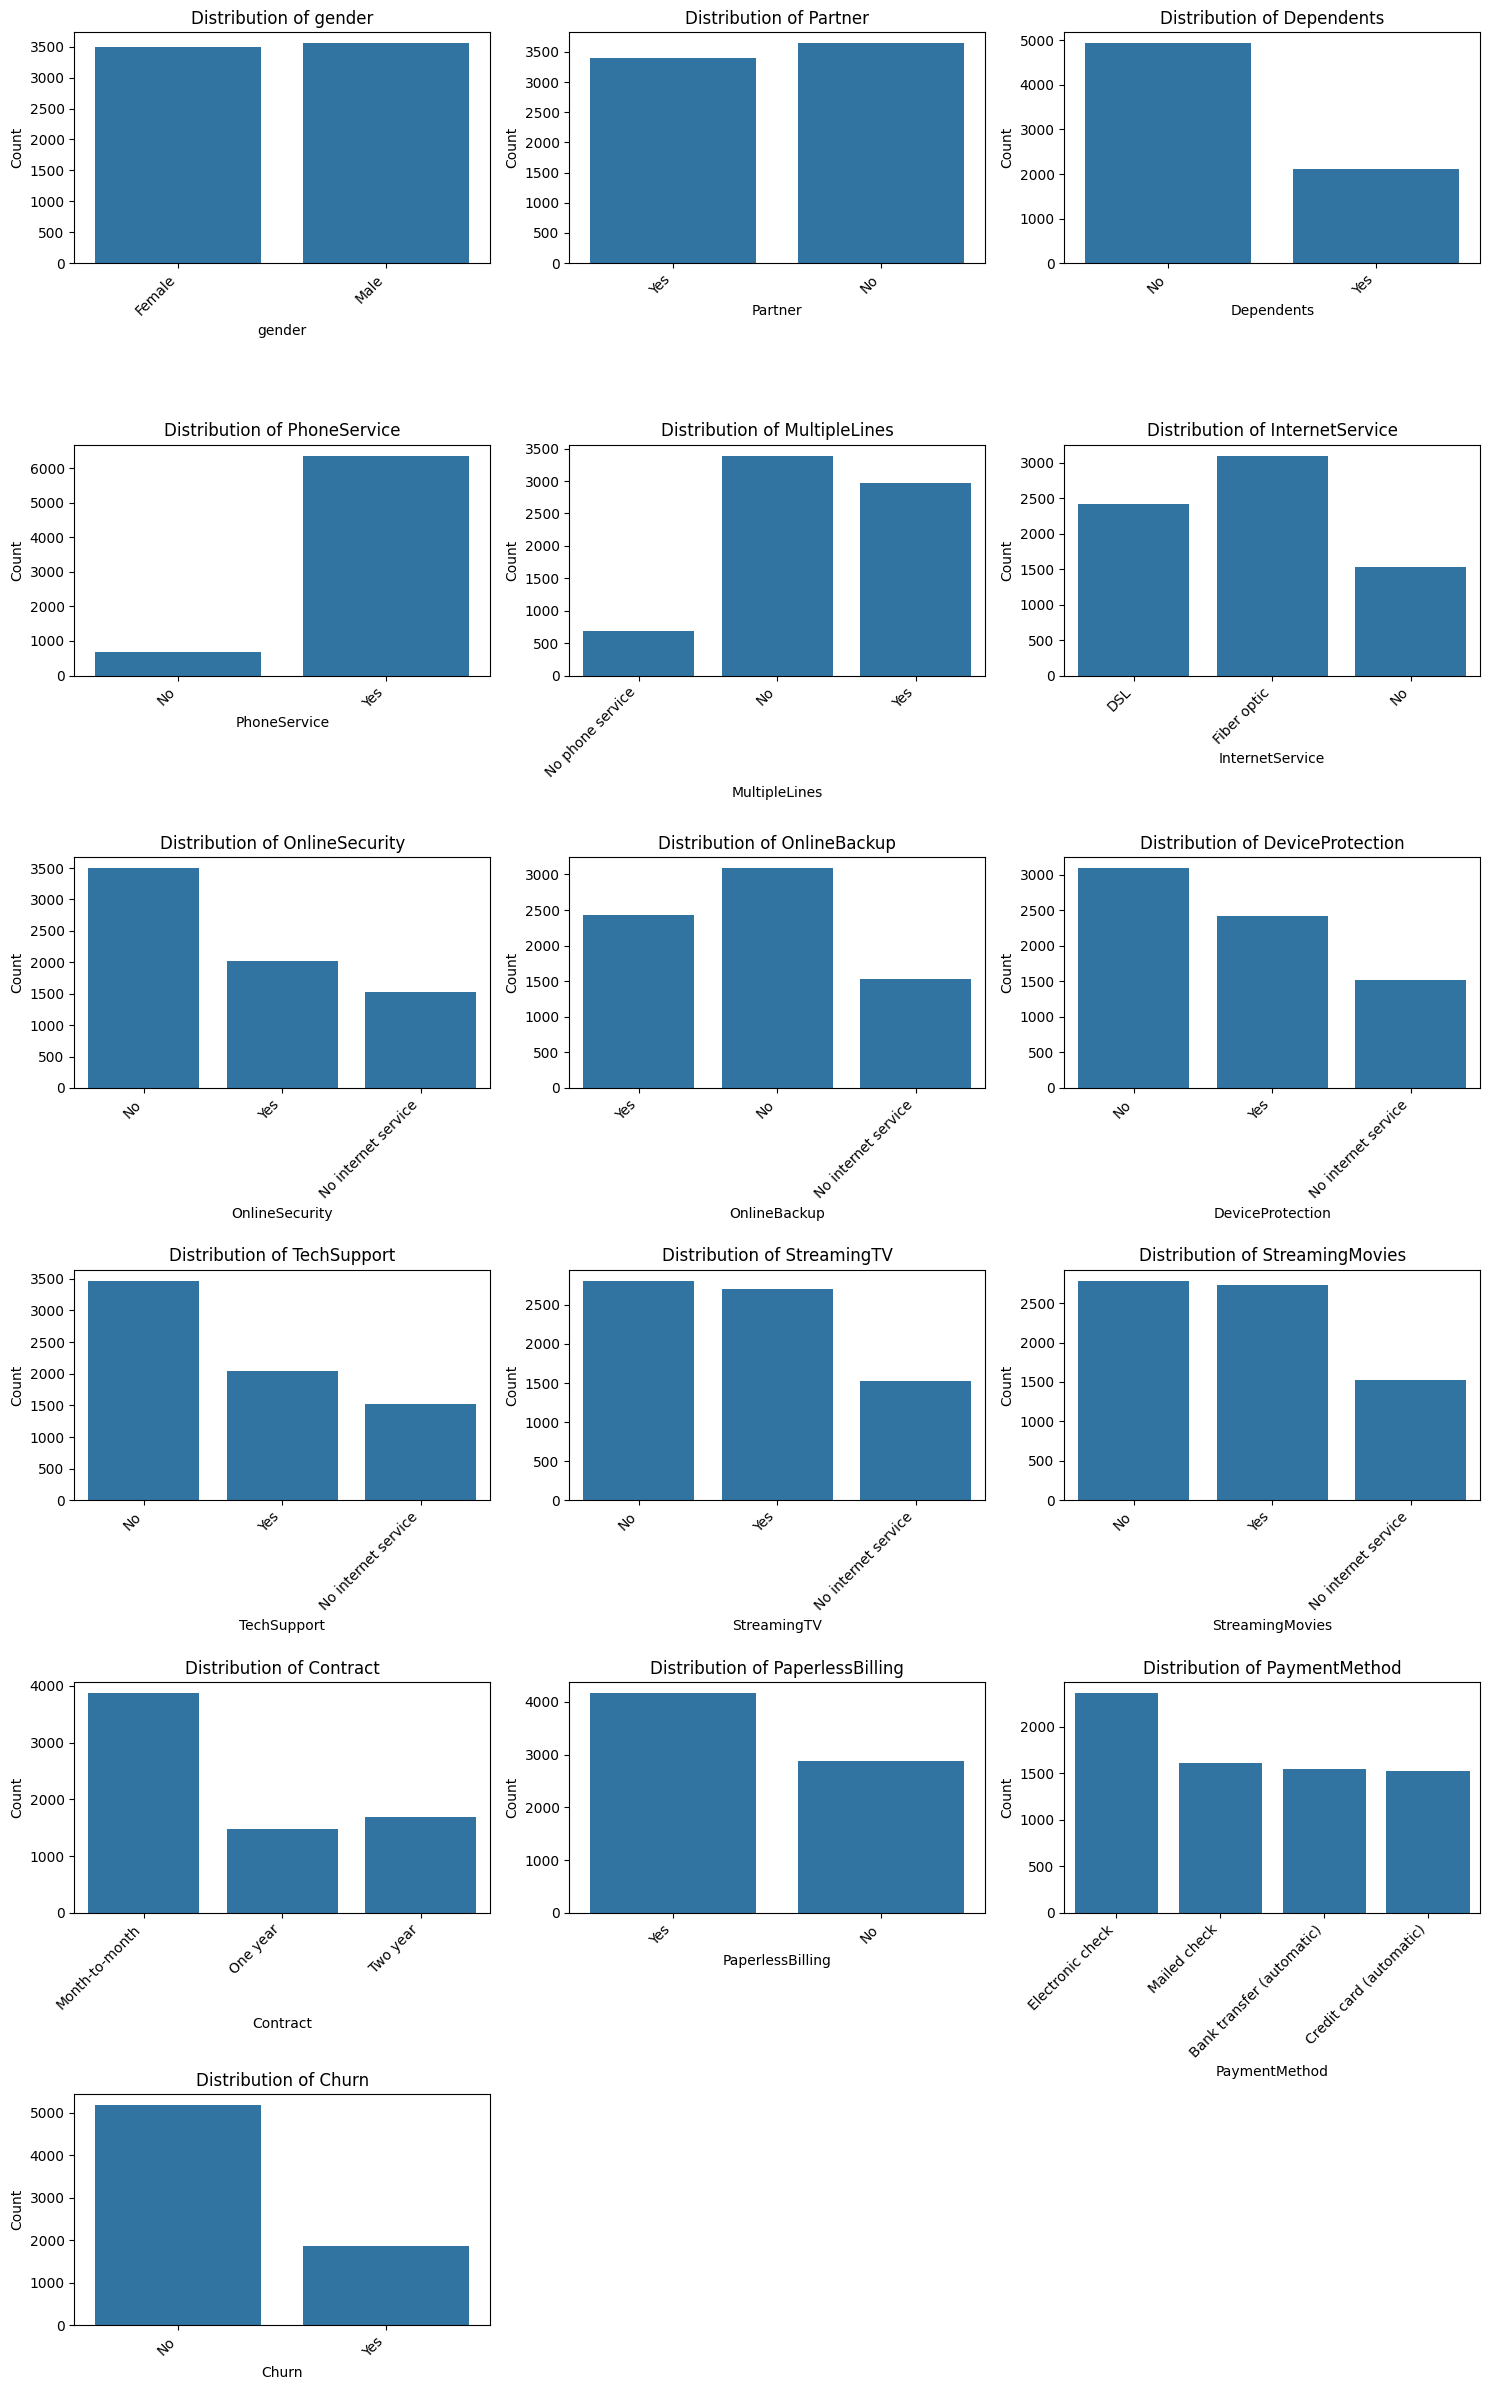 Distribution of gender
Count
3500
3000
2500
2000
1500
1000
500
0
Female
Male
gender
Distribution of Partner
Count
3500
3000
2500
2000
1500
1000
500
0
Yes
No
Partner
Distribution of Dependents
Count
5000
4000
3000
2000
1000
0
No
Yes
Dependents
Distribution of PhoneService
Count
6000
5000
4000
3000
2000
1000
0
No
Yes
PhoneService
Distribution of MultipleLines
Count
3500
3000
2500
2000
1500
1000
500
0
No phone service
No
Yes
MultipleLines
Distribution of InternetService
Count
3000
2500
2000
1500
1000
500
0
DSL
Fiber optic
No
InternetService
Distribution of OnlineSecurity
Count
3500
3000
2500
2000
1500
1000
500
0
No
Yes
No internet service
OnlineSecurity
Distribution of OnlineBackup
Count
3000
2500
2000
1500
1000
500
0
Yes
No
No internet service
OnlineBackup
Distribution of DeviceProtection
Count
3000
2500
2000
1500
1000
500
0
No
Yes
No internet service
DeviceProtection
Distribution of TechSupport
Count
3500
3000
2500
2000
1500
1000
500
0
No
Yes
No internet service
TechSupport
Distribution of StreamingTV
Count
2500
2000
1500
1000
500
0
No
Yes
No internet service
StreamingTV
Distribution of StreamingMovies
Count
2500
2000
1500
1000
500
0
No
Yes
No internet service
StreamingMovies
Distribution of Contract
Count
4000
3000
2000
1000
0
Month-to-month
One year
Two year
Contract
Distribution of PaperlessBilling
Count
4000
3000
2000
1000
0
Yes
No
PaperlessBilling
Distribution of PaymentMethod
Count
2000
1500
1000
500
0
Electronic check
Mailed check
Bank transfer (automatic)
Credit card (automatic)
PaymentMethod
Distribution of Churn
Count
5000
4000
3000
2000
1000
0
No
Yes
Churn